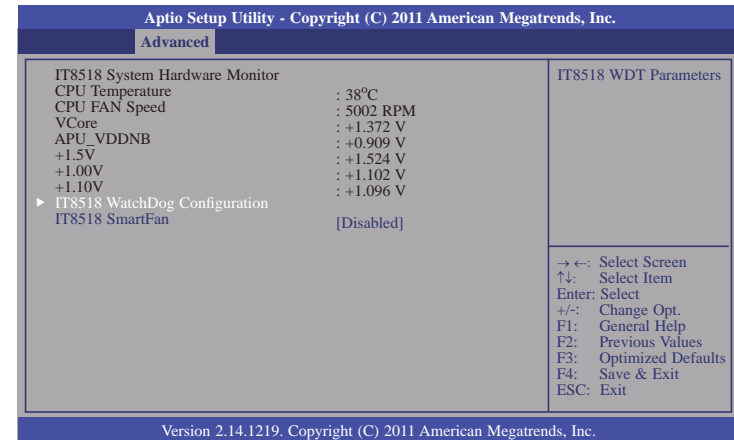 Aptio Setup Utility - Copyright (C) 2011 American Megatrends, Inc.
Advanced
IT8518 System Hardware Monitor
CPU Temperature : 38°C
CPU FAN Speed : 5002 RPM
VCore : +1.372 V
APU_VDDNB : +0.909 V
+1.5V : +1.524 V
+1.00V : +1.102 V
+1.10V : +1.096 V
▶ IT8518 WatchDog Configuration
IT8518 SmartFan [Disabled]
IT8518 WDT Parameters
→←: Select Screen
↑↓: Select Item
Enter: Select
+/-: Change Opt.
F1: General Help
F2: Previous Values
F3: Optimized Defaults
F4: Save & Exit
ESC: Exit
Version 2.14.1219. Copyright (C) 2011 American Megatrends, Inc.